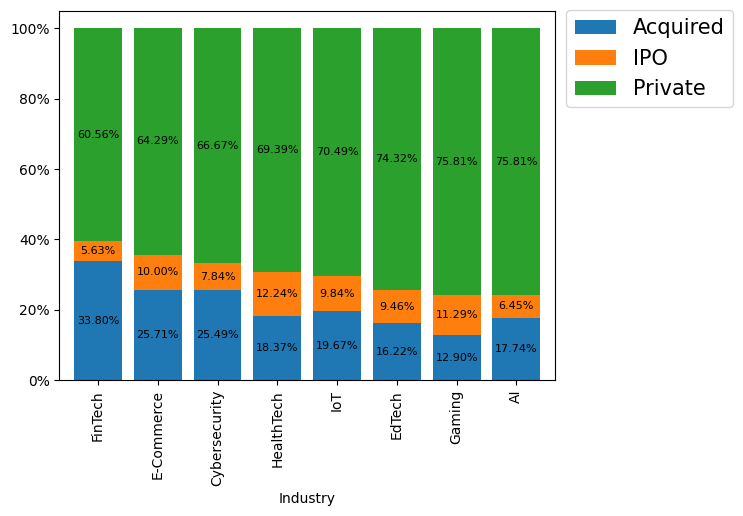 Acquired
IPO
Private
100%
80%
60%
40%
20%
0%
60.56% 64.29% 66.67% 69.39% 70.49% 74.32% 75.81% 75.81%
5.63% 10.00% 7.84% 12.24% 9.84% 9.46% 11.29% 6.45%
33.80% 25.71% 25.49% 18.37% 19.67% 16.22% 12.90% 17.74%
FinTech
E-Commerce
Cybersecurity
HealthTech
IoT
EdTech
Gaming
AI
Industry